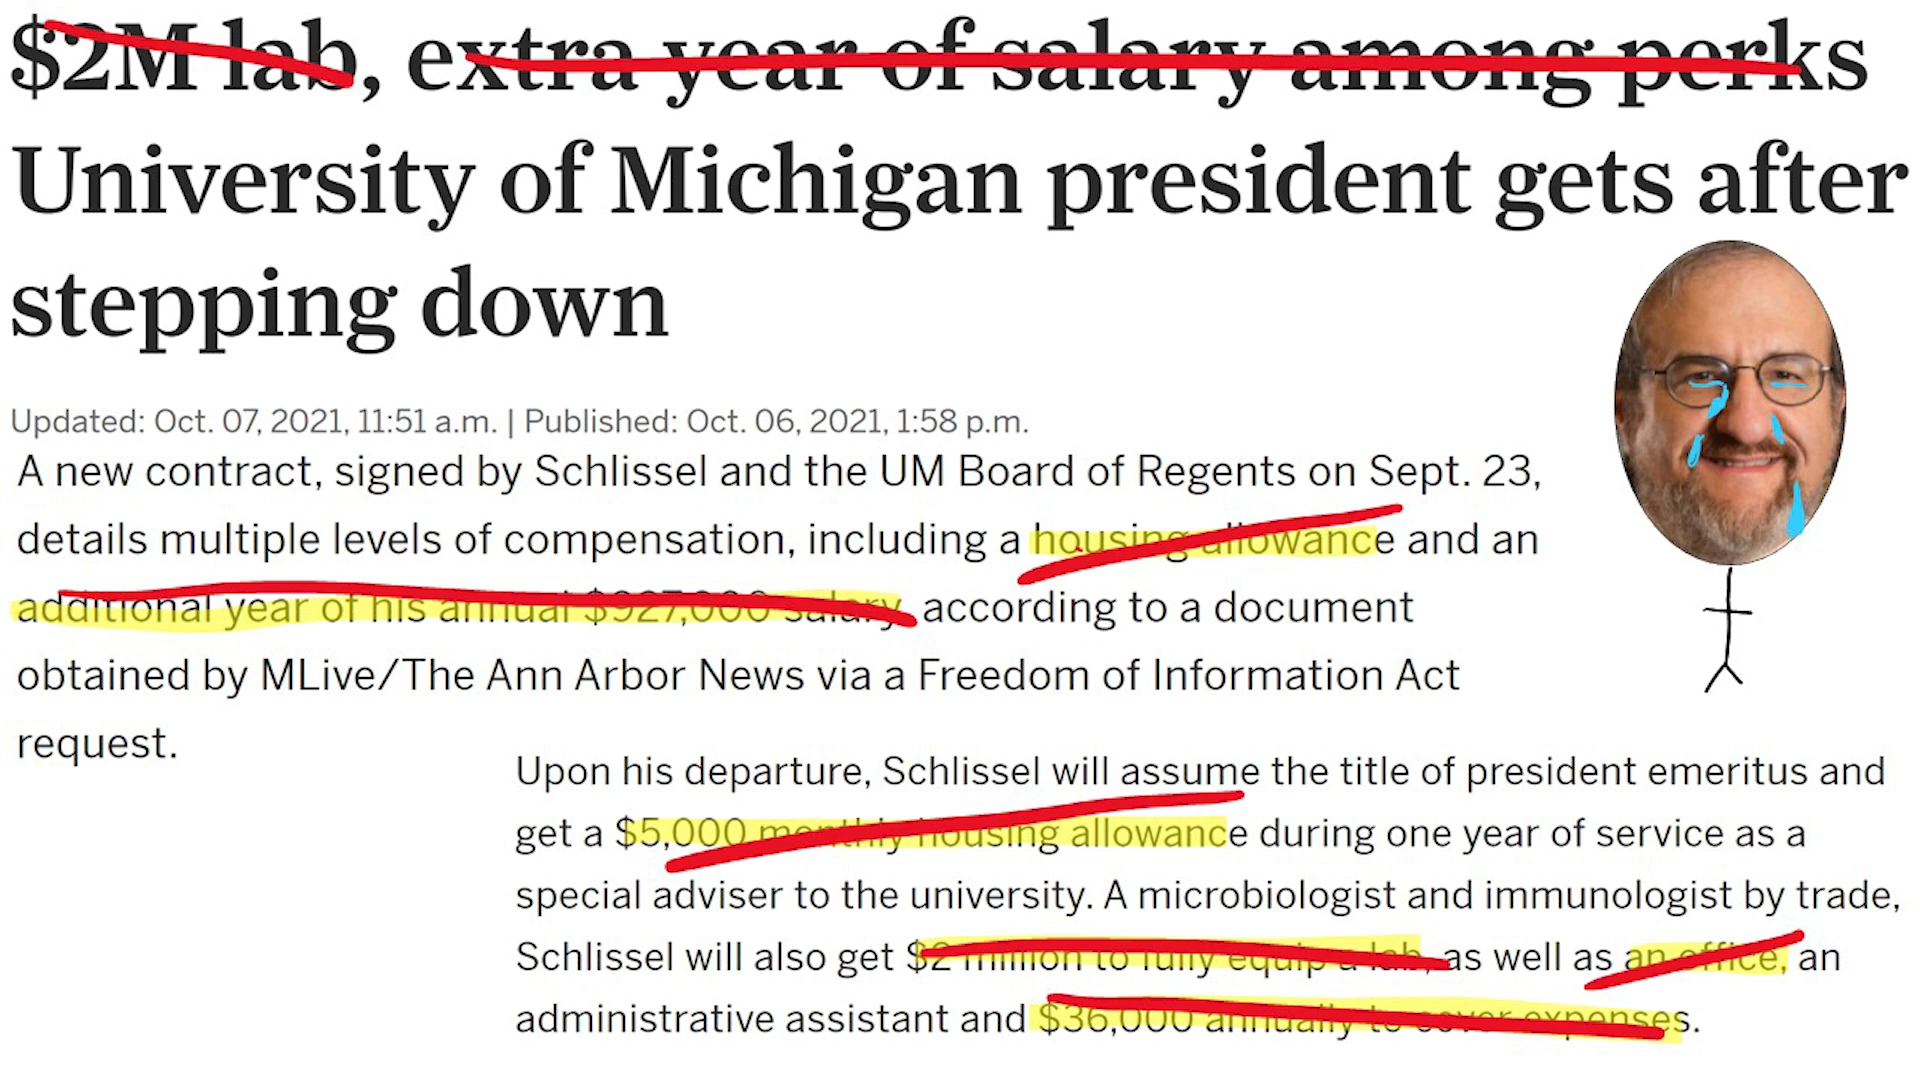 $2M lab, extra year of salary among perks
University of Michigan president gets after
stepping down
Updated: Oct. 07, 2021, 11:51 a.m. | Published: Oct. 06, 2021, 1:58 p.m.
A new contract, signed by Schlissel and the UM Board of Regents on Sept. 23,
details multiple levels of compensation, including a housing allowance and an
additional year of his annual $927,000 salary, according to a document
obtained by MLive/The Ann Arbor News via a Freedom of Information Act
request.
Upon his departure, Schlissel will assume the title of president emeritus and
get a $5,000 monthly housing allowance during one year of service as a
special adviser to the university. A microbiologist and immunologist by trade,
Schlissel will also get $2 million to fully equip a lab, as well as an office, an
administrative assistant and $36,000 annually to cover expenses.